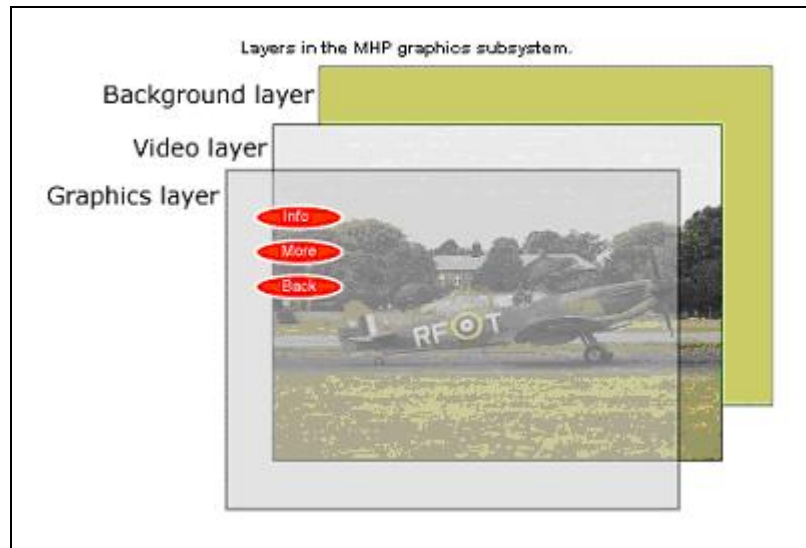 Layers in the MHP graphics subsystem.
Background layer
Video layer
Graphics layer
Info
More
Back
RF T